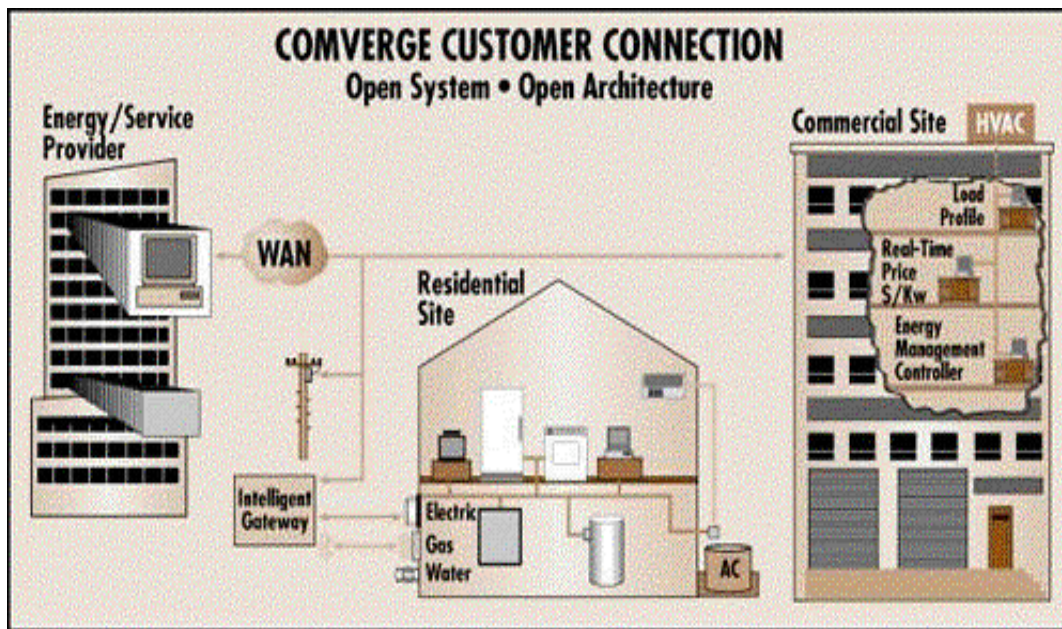 COMVERGE CUSTOMER CONNECTION
Open System • Open Architecture
Energy/Service
Provider
WAN
Commercial Site
HVAC
Load
Profile
Real-Time
Price
S/Kw
Energy
Management
Controller
Residential
Site
Intelligent
Gateway
Electric
Gas
Water
AC